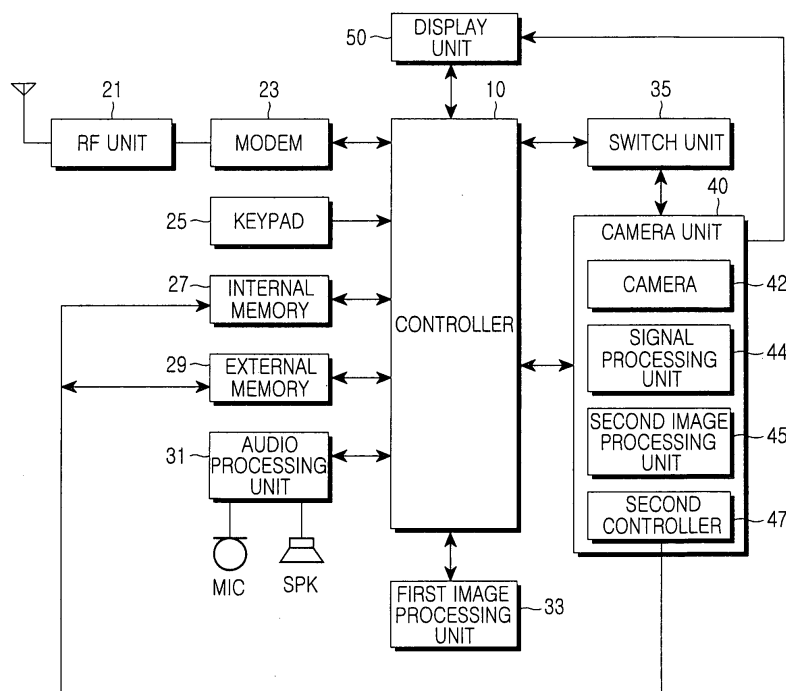 50
DISPLAY
UNIT
21
23
10
35
RF UNIT
MODEM
SWITCH UNIT
40
25
KEYPAD
CAMERA UNIT
27
INTERNAL
MEMORY
CAMERA
42
CONTROLLER
SIGNAL
PROCESSING
UNIT
44
29
EXTERNAL
MEMORY
SECOND IMAGE
PROCESSING
UNIT
45
31
AUDIO
PROCESSING
UNIT
SECOND
CONTROLLER
47
MIC
SPK
FIRST IMAGE
PROCESSING
UNIT
33